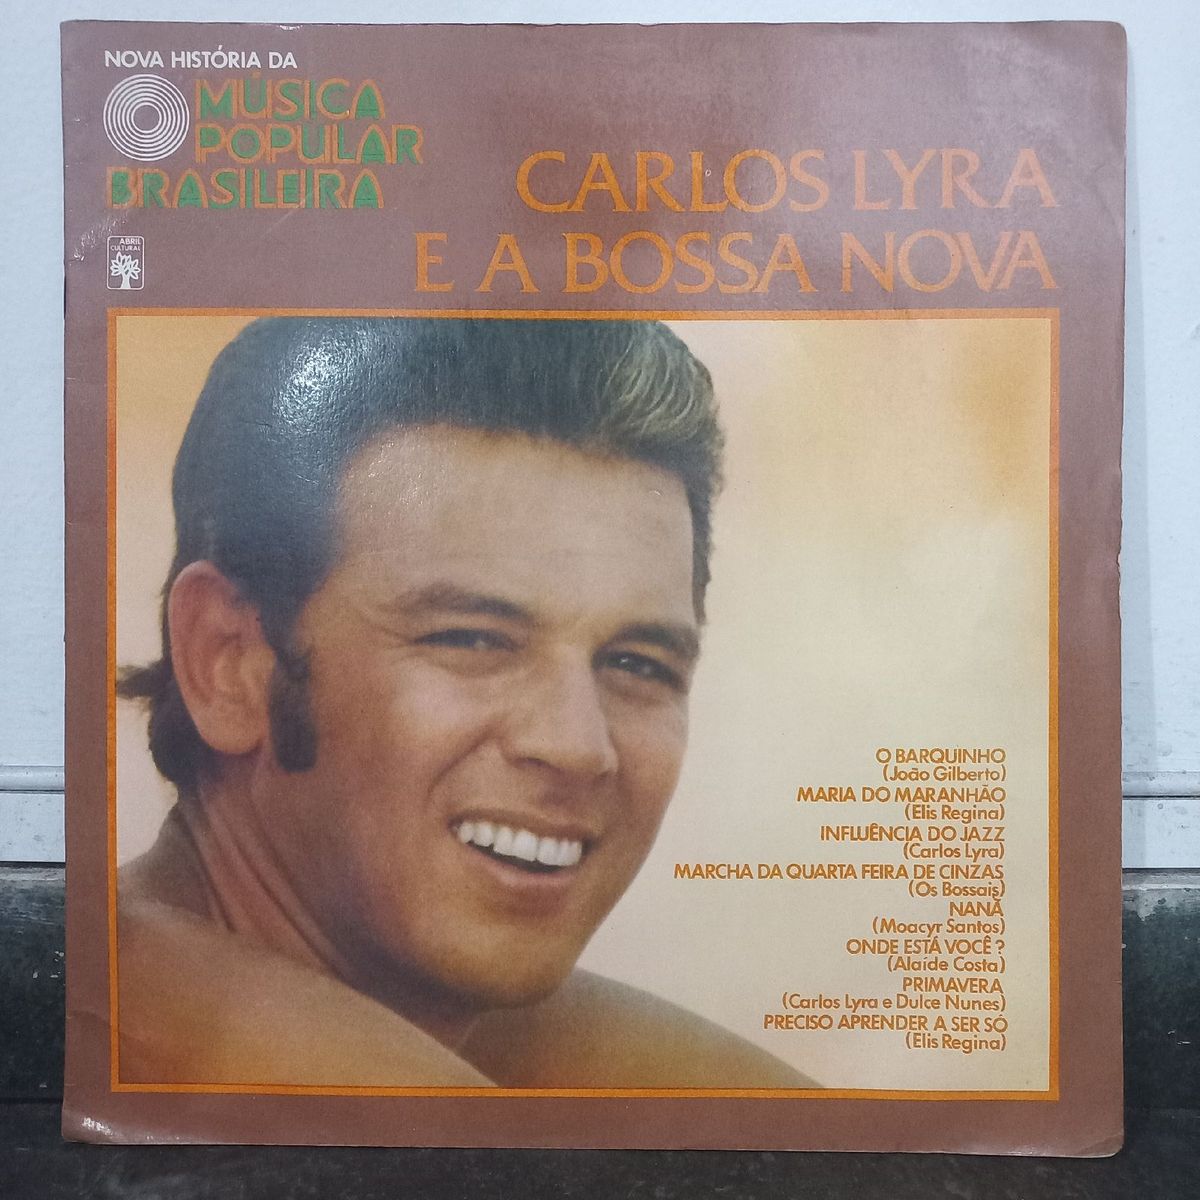 NOVA HISTÓRIA DA
MÚSICA
POPULAR
BRASILEIRA
ABRIL
CULTURAL
CARLOS LYRA
E A BOSSA NOVA
O BARQUINHO
(João Gilberto)
MARIA DO MARANHÃO
(Elis Regina)
INFLUÊNCIA DO JAZZ
(Carlos Lyra)
MARCHA DA QUARTA FEIRA DE CINZAS
(Os Bossais)
NANÃ
(Moacyr Santos)
ONDE ESTÁ VOCÊ?
(Alaíde Costa)
PRIMAVERA
(Carlos Lyra e Dulce Nunes)
PRECISO APRENDER A SER SÓ
(Elis Regina)